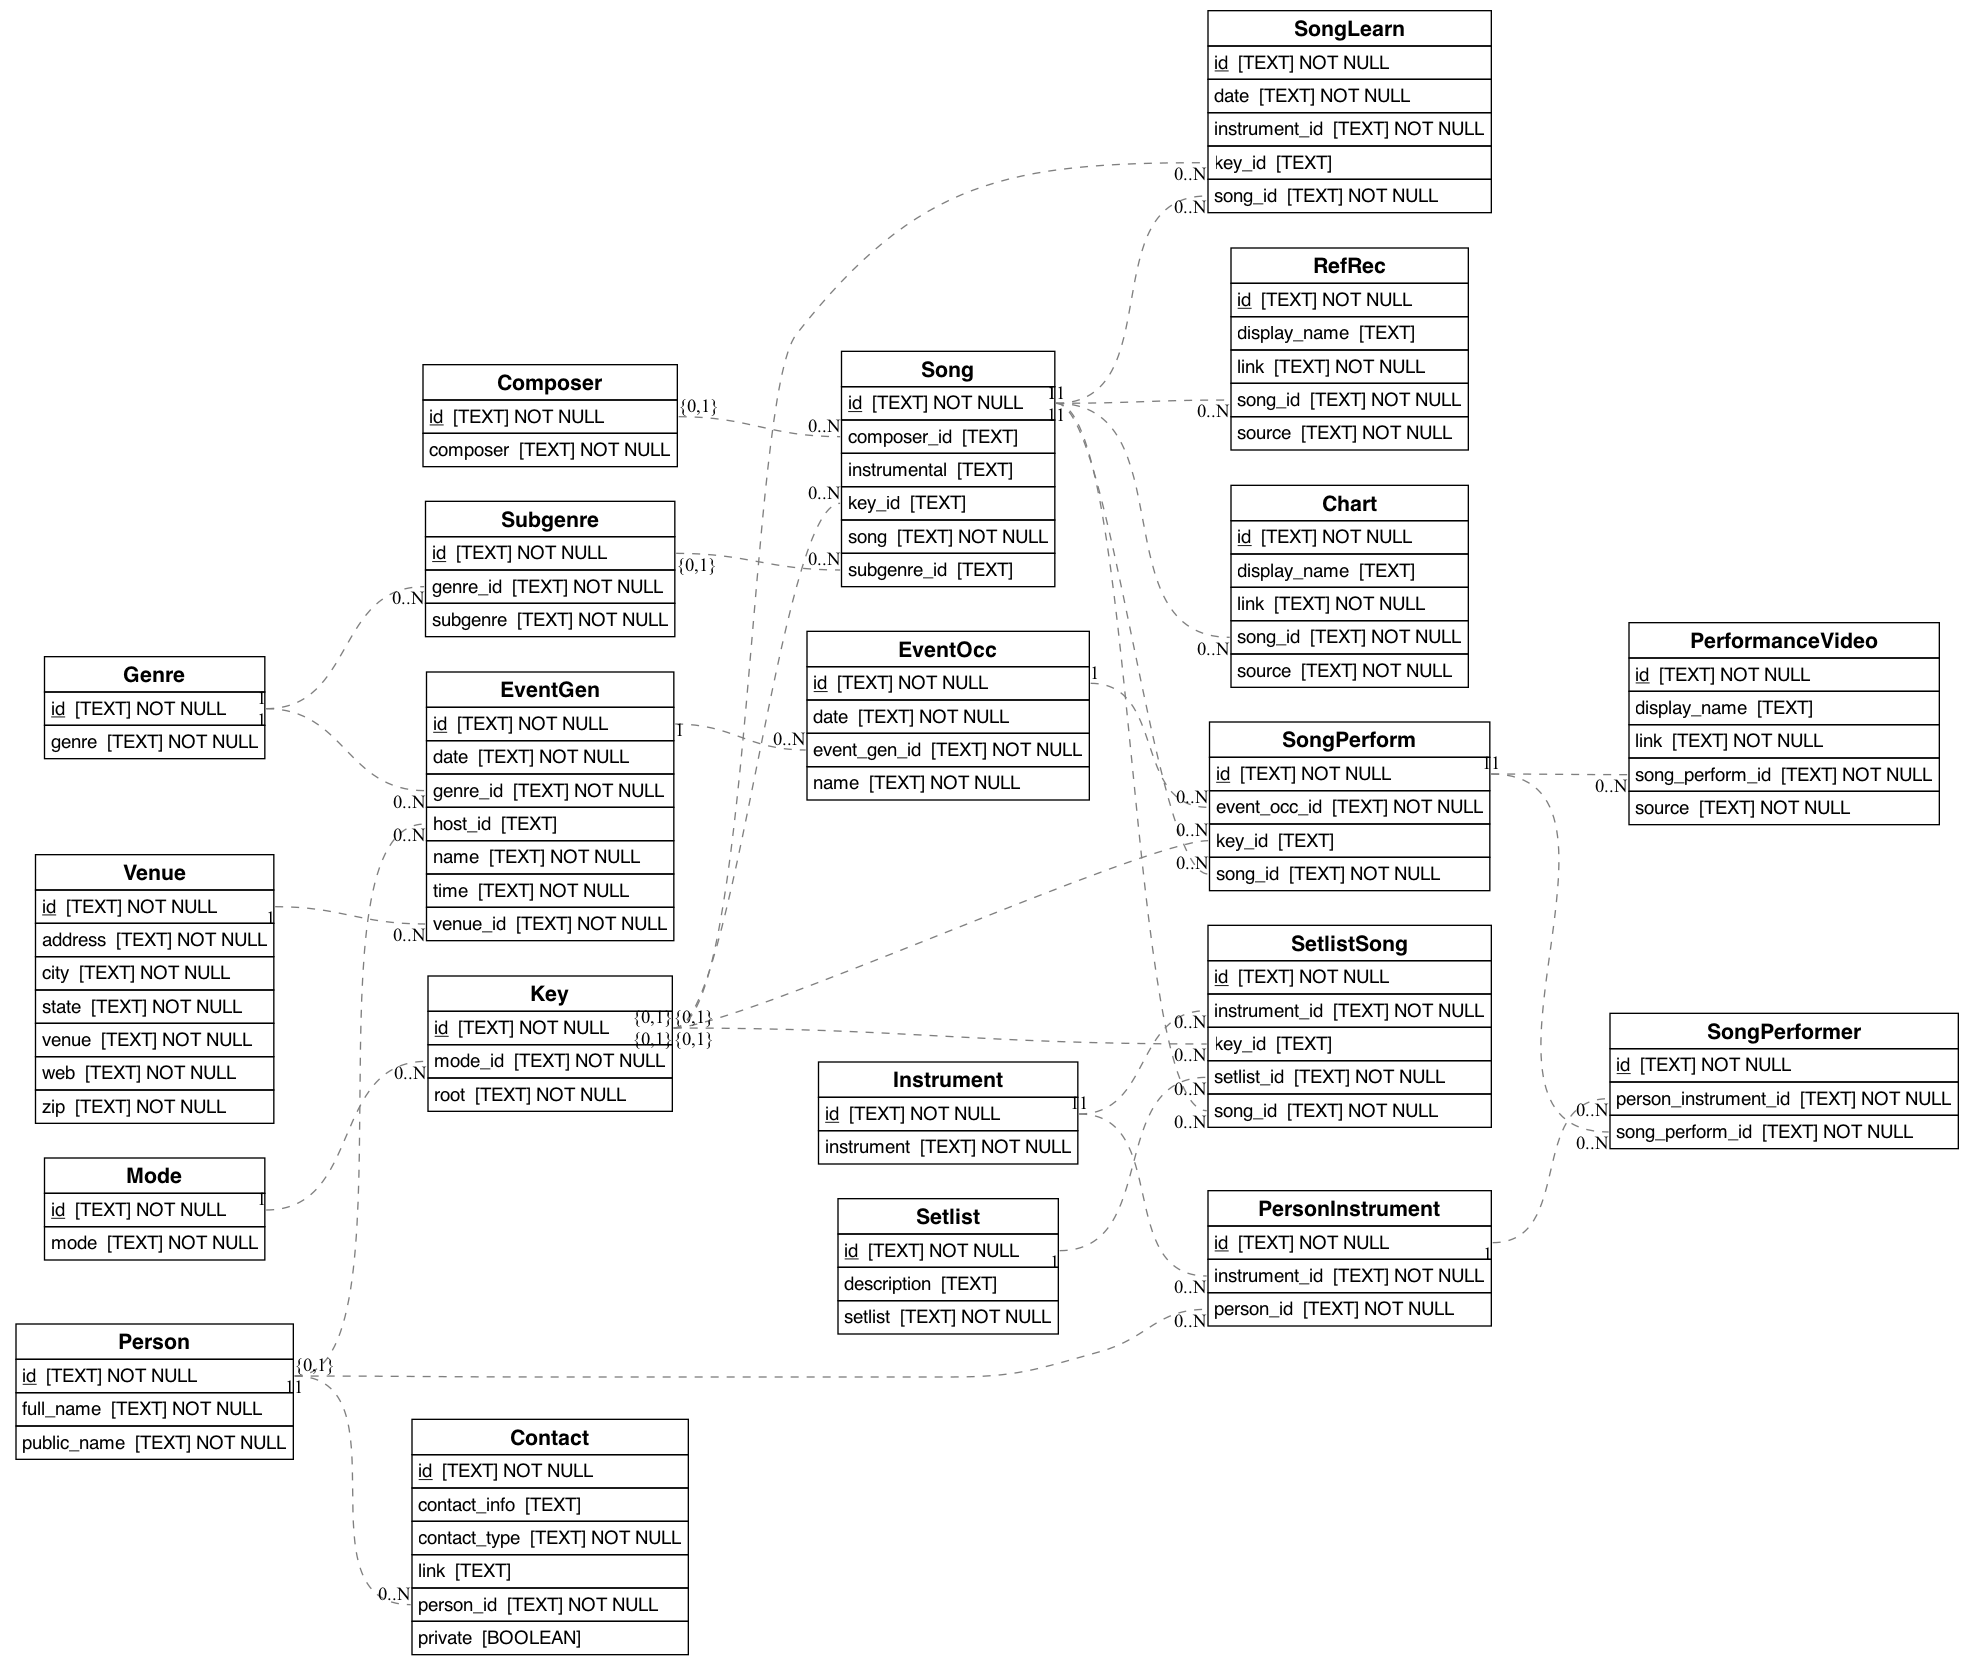 SongLearn
id [TEXT] NOT NULL
date [TEXT] NOT NULL
instrument_id [TEXT] NOT NULL
key_id [TEXT]
song_id [TEXT] NOT NULL
0..N
0..N
RefRec
id [TEXT] NOT NULL
display_name [TEXT]
link [TEXT] NOT NULL
song_id [TEXT] NOT NULL
source [TEXT] NOT NULL
0..N
Composer
id [TEXT] NOT NULL
composer [TEXT] NOT NULL
{0,1}
Song
id [TEXT] NOT NULL
composer_id [TEXT]
instrumental [TEXT]
key_id [TEXT]
song [TEXT] NOT NULL
subgenre_id [TEXT]
0..N
0..N
0..N
11
11
Subgenre
id [TEXT] NOT NULL
genre_id [TEXT] NOT NULL
subgenre [TEXT] NOT NULL
{0,1}
0..N
Chart
id [TEXT] NOT NULL
display_name [TEXT]
link [TEXT] NOT NULL
song_id [TEXT] NOT NULL
source [TEXT] NOT NULL
0..N
Genre
id [TEXT] NOT NULL
genre [TEXT] NOT NULL
1
1
EventGen
id [TEXT] NOT NULL
date [TEXT] NOT NULL
genre_id [TEXT] NOT NULL
host_id [TEXT]
name [TEXT] NOT NULL
time [TEXT] NOT NULL
venue_id [TEXT] NOT NULL
1
0..N
0..N
0..N
EventOcc
id [TEXT] NOT NULL
date [TEXT] NOT NULL
event_gen_id [TEXT] NOT NULL
name [TEXT] NOT NULL
1
0..N
PerformanceVideo
id [TEXT] NOT NULL
display_name [TEXT]
link [TEXT] NOT NULL
song_perform_id [TEXT] NOT NULL
source [TEXT] NOT NULL
0..N
SongPerform
id [TEXT] NOT NULL
event_occ_id [TEXT] NOT NULL
key_id [TEXT]
song_id [TEXT] NOT NULL
11
0..N
0..N
0..N
Venue
id [TEXT] NOT NULL
address [TEXT] NOT NULL
city [TEXT] NOT NULL
state [TEXT] NOT NULL
venue [TEXT] NOT NULL
web [TEXT] NOT NULL
zip [TEXT] NOT NULL
1
Key
id [TEXT] NOT NULL
mode_id [TEXT] NOT NULL
root [TEXT] NOT NULL
{0,1}{0,1}
{0,1}{0,1}
0..N
SetlistSong
id [TEXT] NOT NULL
instrument_id [TEXT] NOT NULL
key_id [TEXT]
setlist_id [TEXT] NOT NULL
song_id [TEXT] NOT NULL
0..N
0..N
0..N
0..N
Instrument
id [TEXT] NOT NULL
instrument [TEXT] NOT NULL
11
SongPerformer
id [TEXT] NOT NULL
person_instrument_id [TEXT] NOT NULL
song_perform_id [TEXT] NOT NULL
0..N
0..N
Mode
id [TEXT] NOT NULL
mode [TEXT] NOT NULL
1
Setlist
id [TEXT] NOT NULL
description [TEXT]
setlist [TEXT] NOT NULL
1
PersonInstrument
id [TEXT] NOT NULL
instrument_id [TEXT] NOT NULL
person_id [TEXT] NOT NULL
1
0..N
0..N
Person
id [TEXT] NOT NULL
full_name [TEXT] NOT NULL
public_name [TEXT] NOT NULL
{0,1}
11
Contact
id [TEXT] NOT NULL
contact_info [TEXT]
contact_type [TEXT] NOT NULL
link [TEXT]
person_id [TEXT] NOT NULL
private [BOOLEAN]
0..N